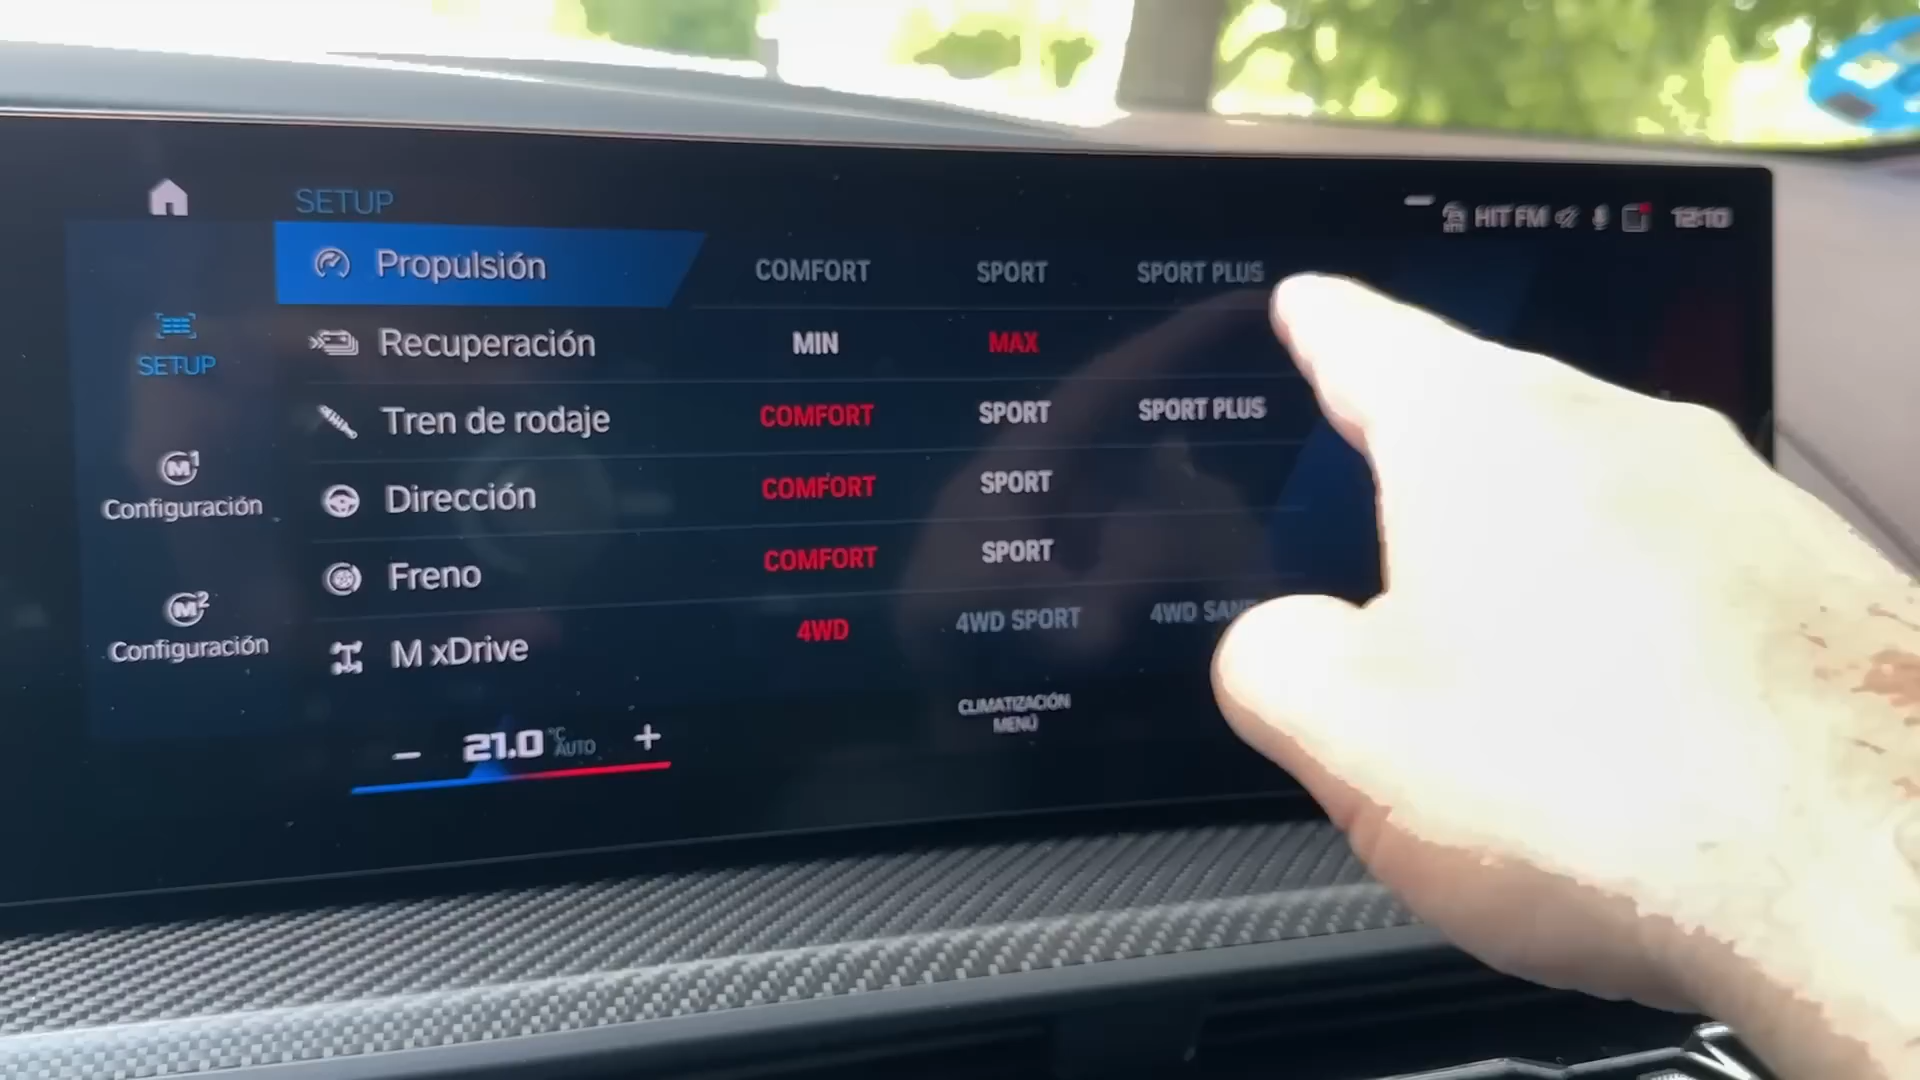 SETUP
HIT FM 12:10
Propulsión COMFORT SPORT SPORT PLUS
Recuperación MIN MAX
SETUP
Tren de rodaje COMFORT SPORT SPORT PLUS
M1
Configuración
Dirección COMFORT SPORT
Freno COMFORT SPORT
M2
Configuración
M xDrive 4WD 4WD SPORT 4WD
- 21.0 °C AUTO +
CLIMATIZACIÓN
MENÚ